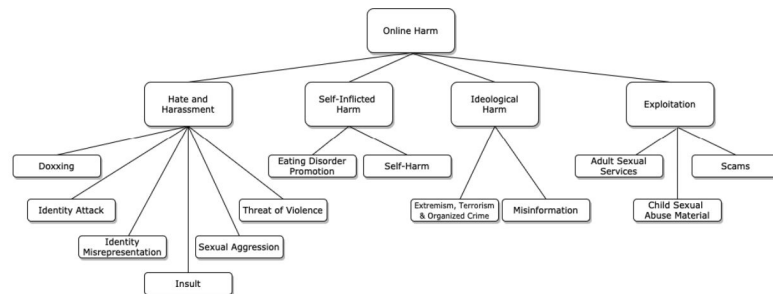 Online Harm
Hate and
Harassment
Self-Inflicted
Harm
Ideological
Harm
Exploitation
Doxxing
Eating Disorder
Promotion
Self-Harm
Adult Sexual
Services
Scams
Identity Attack
Threat of Violence
Extremism, Terrorism
& Organized Crime
Misinformation
Child Sexual
Abuse Material
Identity
Misrepresentation
Sexual Aggression
Insult